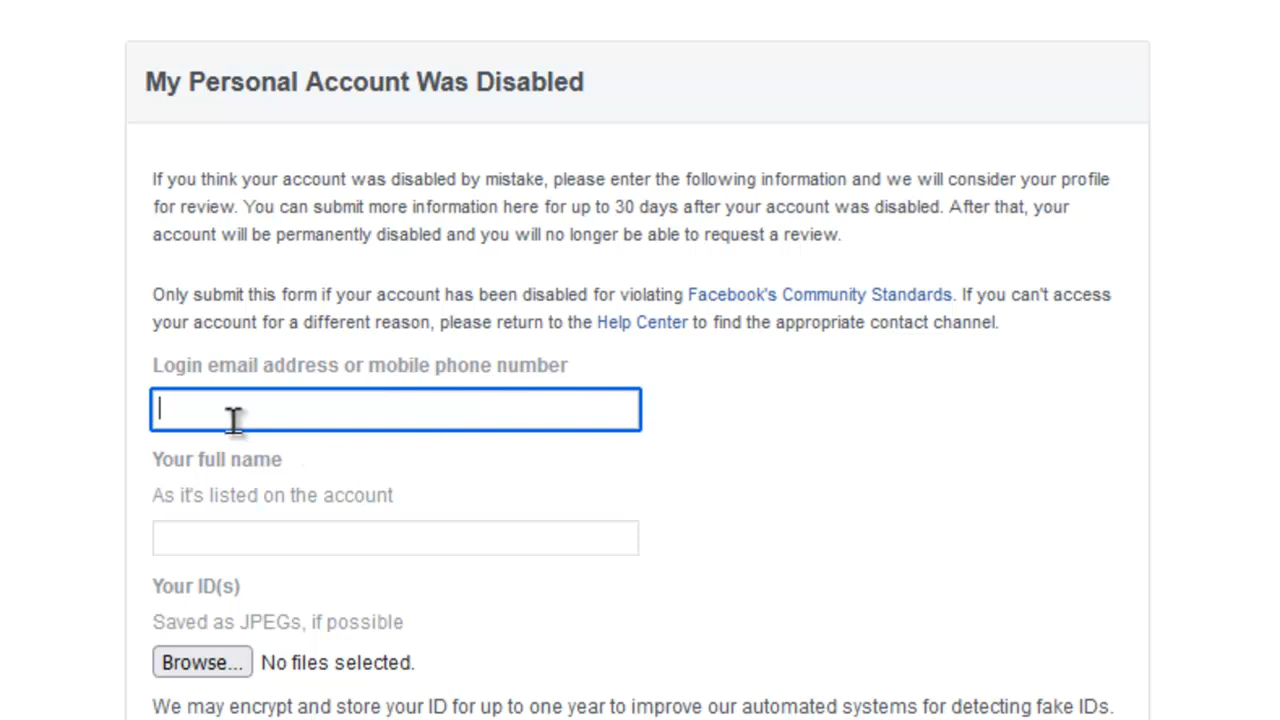 My Personal Account Was Disabled
If you think your account was disabled by mistake, please enter the following information and we will consider your profile
for review. You can submit more information here for up to 30 days after your account was disabled. After that, your
account will be permanently disabled and you will no longer be able to request a review.
Only submit this form if your account has been disabled for violating Facebook's Community Standards. If you can't access
your account for a different reason, please return to the Help Center to find the appropriate contact channel.
Login email address or mobile phone number
Your full name
As it's listed on the account
Your ID(s)
Saved as JPEGs, if possible
Browse... No files selected.
We may encrypt and store your ID for up to one year to improve our automated systems for detecting fake IDs.